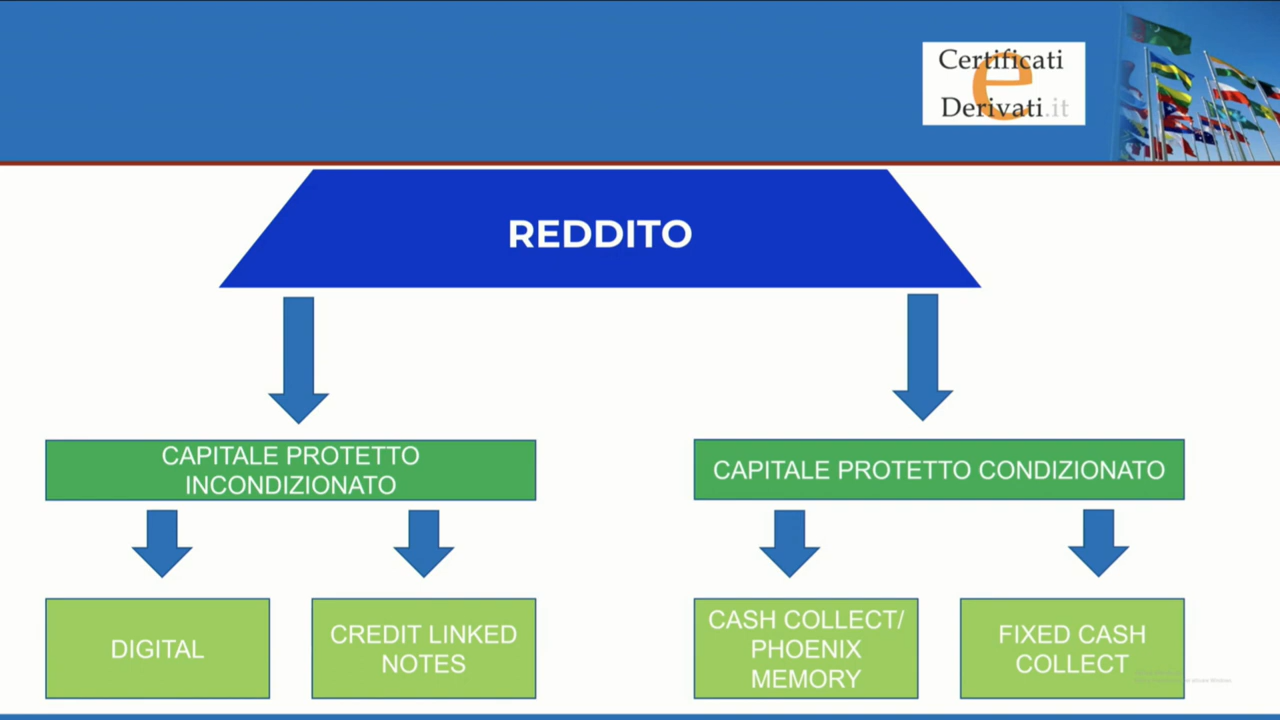 Certificati
e
Derivati.it
REDDITO
CAPITALE PROTETTO
INCONDIZIONATO
CAPITALE PROTETTO CONDIZIONATO
DIGITAL
CREDIT LINKED
NOTES
CASH COLLECT/
PHOENIX
MEMORY
FIXED CASH
COLLECT